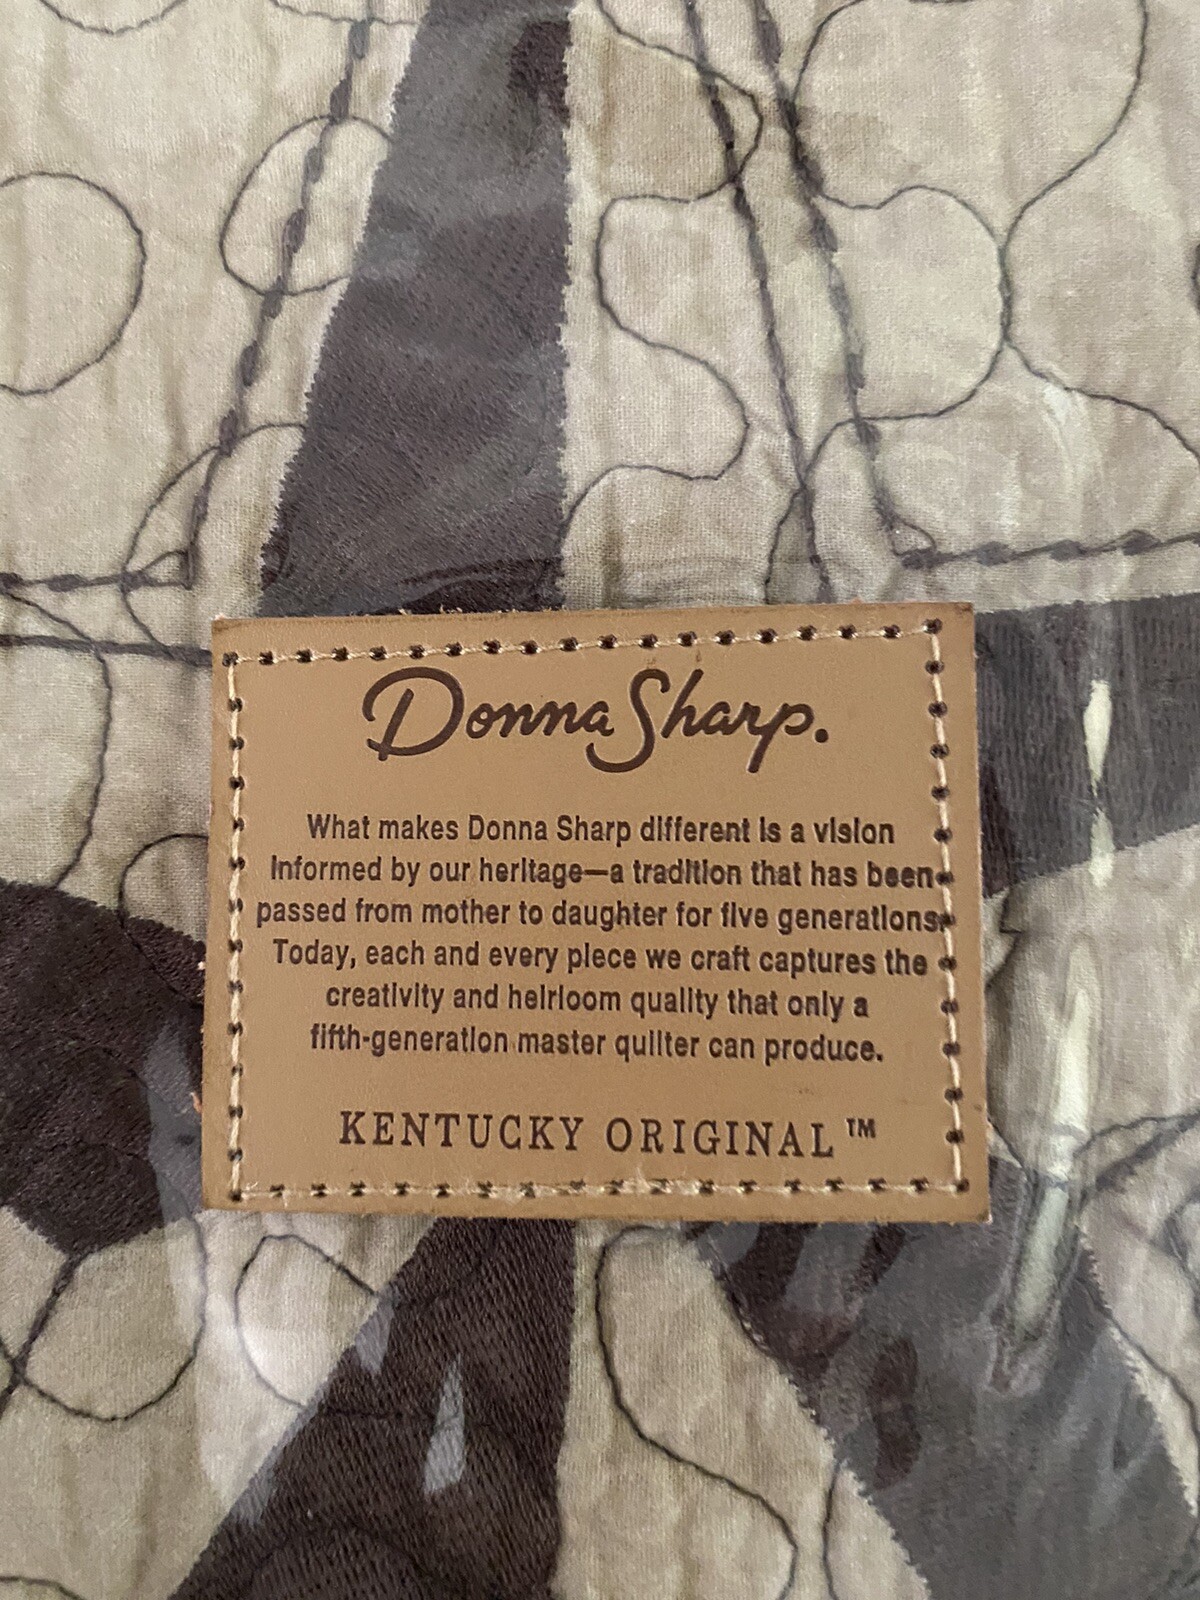 Donna Sharp.
What makes Donna Sharp different is a vision
informed by our heritage—a tradition that has been
passed from mother to daughter for five generations.
Today, each and every piece we craft captures the
creativity and heirloom quality that only a
fifth-generation master quilter can produce.
KENTUCKY ORIGINAL™